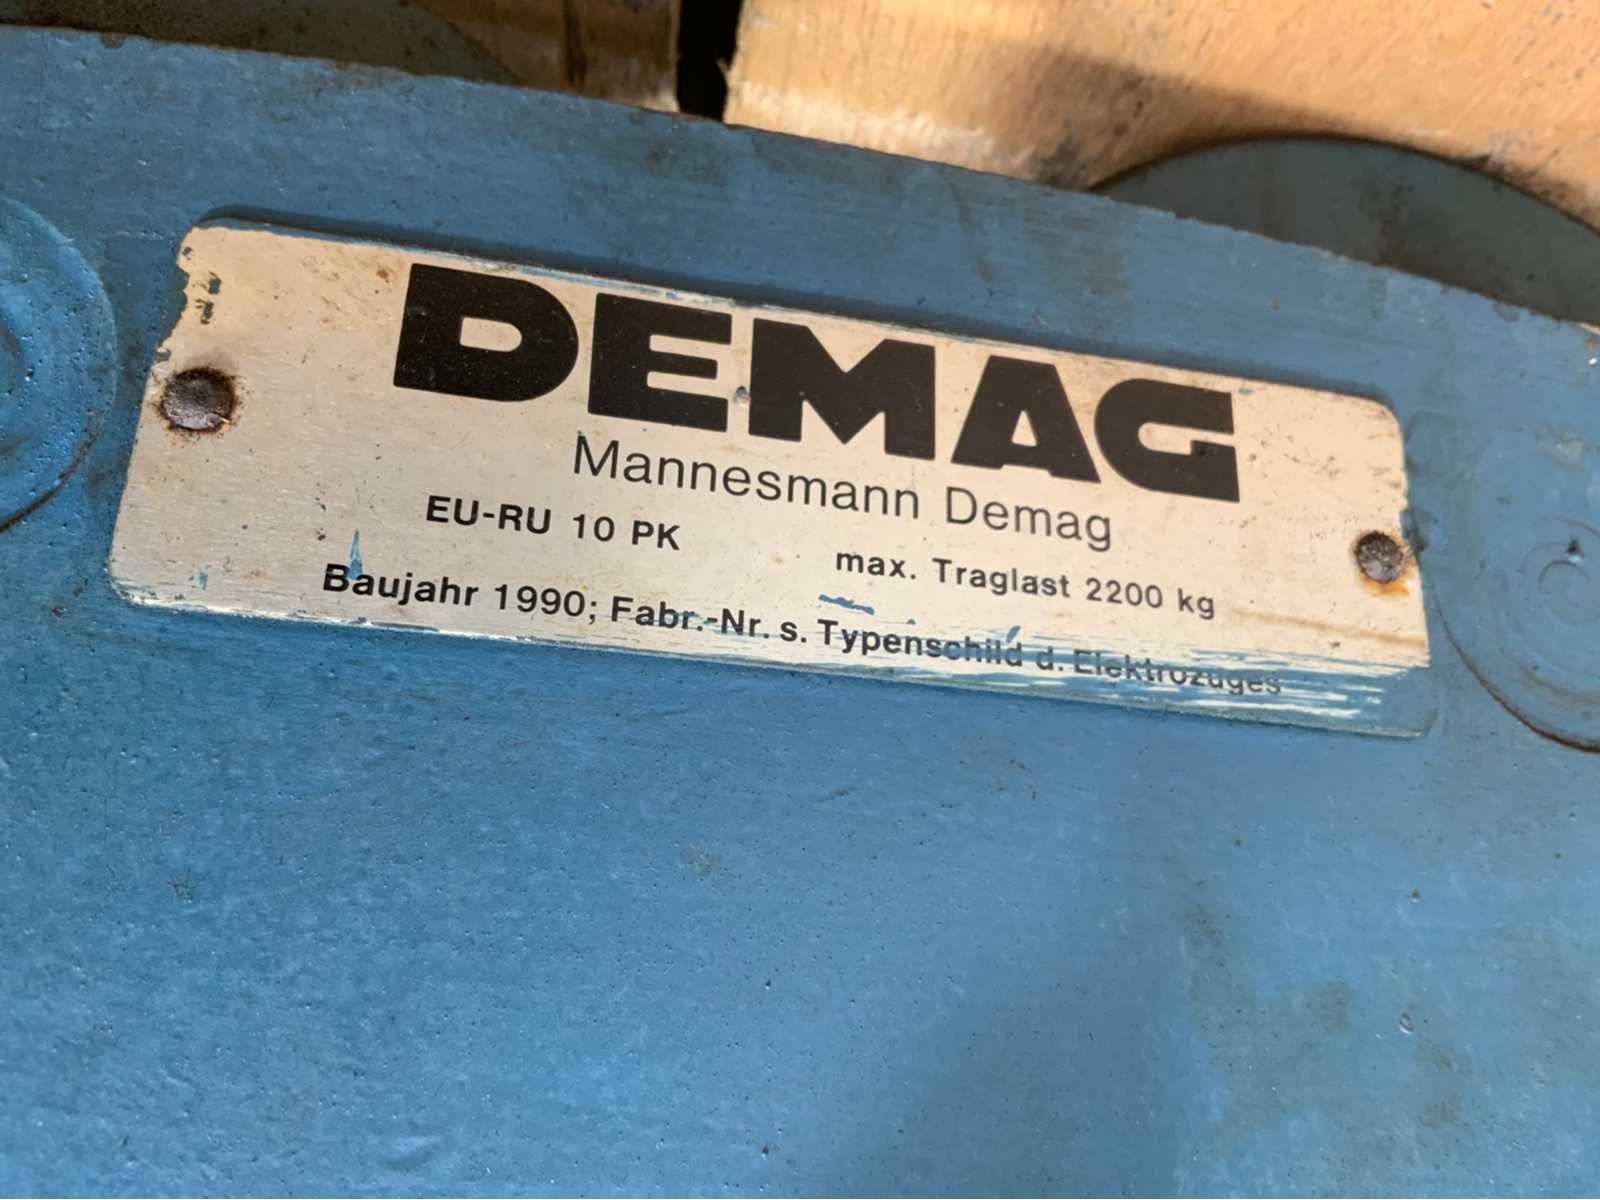 DEMAG
Mannesmann Demag
EU-RU 10 PK max. Traglast 2200 kg
Baujahr 1990; Fabr.-Nr. s. Typenschild d. Elektrozuges